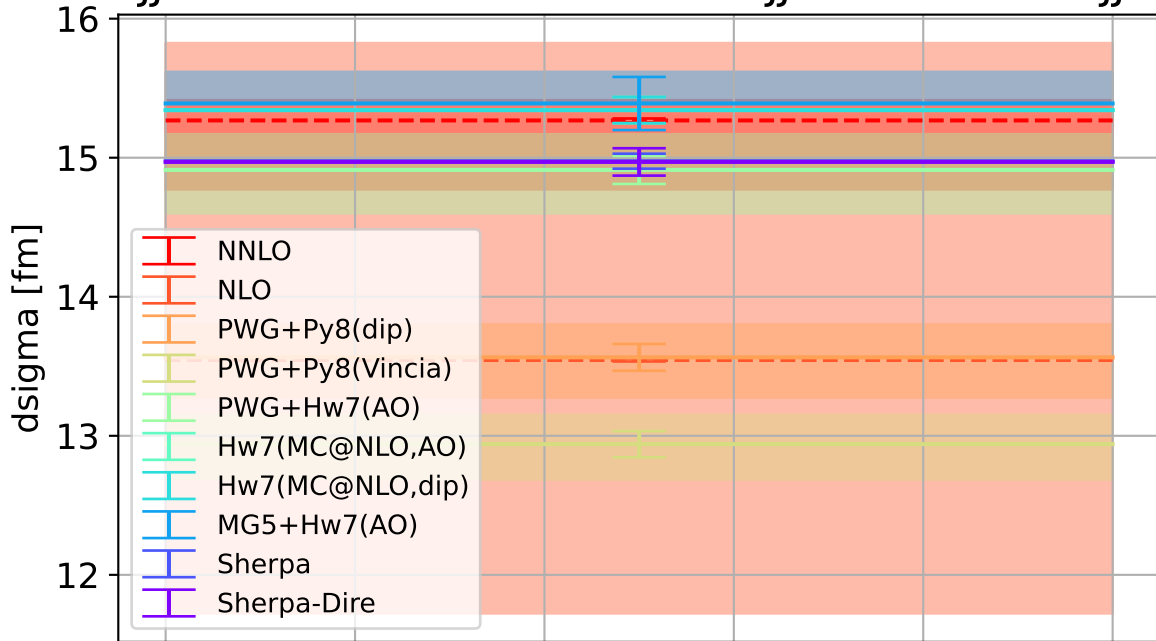 16
15
14
13
12
dsigma [fm]
NNLO
NLO
PWG+Py8(dip)
PWG+Py8(Vincia)
PWG+Hw7(AO)
Hw7(MC@NLO,AO)
Hw7(MC@NLO,dip)
MG5+Hw7(AO)
Sherpa
Sherpa-Dire